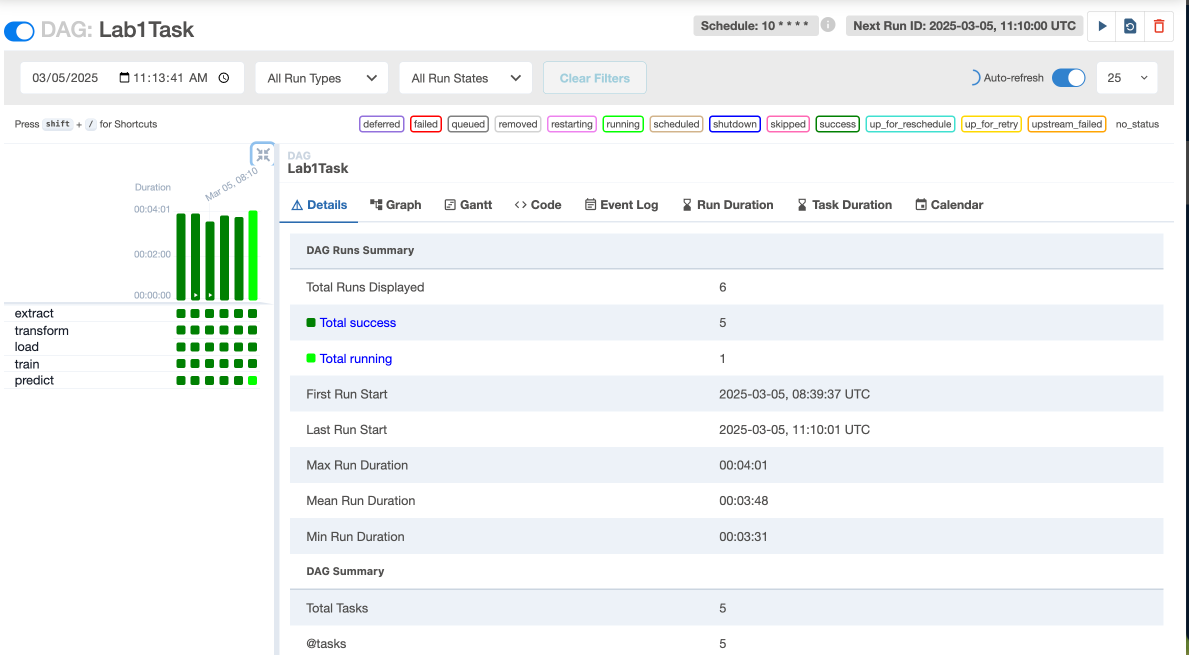 DAG: Lab1Task
Schedule: 10 * * * *
Next Run ID: 2025-03-05, 11:10:00 UTC
03/05/2025 11:13:41 AM
All Run Types
All Run States
Clear Filters
Auto-refresh
25
Press shift + / for Shortcuts
deferred failed queued removed restarting running scheduled shutdown skipped success up_for_reschedule up_for_retry upstream_failed no_status
Duration
Mar 05, 08:10
00:04:01
00:02:00
00:00:00
extract
transform
load
train
predict
DAG
Lab1Task
Details Graph Gantt <> Code Event Log Run Duration Task Duration Calendar
DAG Runs Summary
Total Runs Displayed 6
Total success 5
Total running 1
First Run Start 2025-03-05, 08:39:37 UTC
Last Run Start 2025-03-05, 11:10:01 UTC
Max Run Duration 00:04:01
Mean Run Duration 00:03:48
Min Run Duration 00:03:31
DAG Summary
Total Tasks 5
@tasks 5